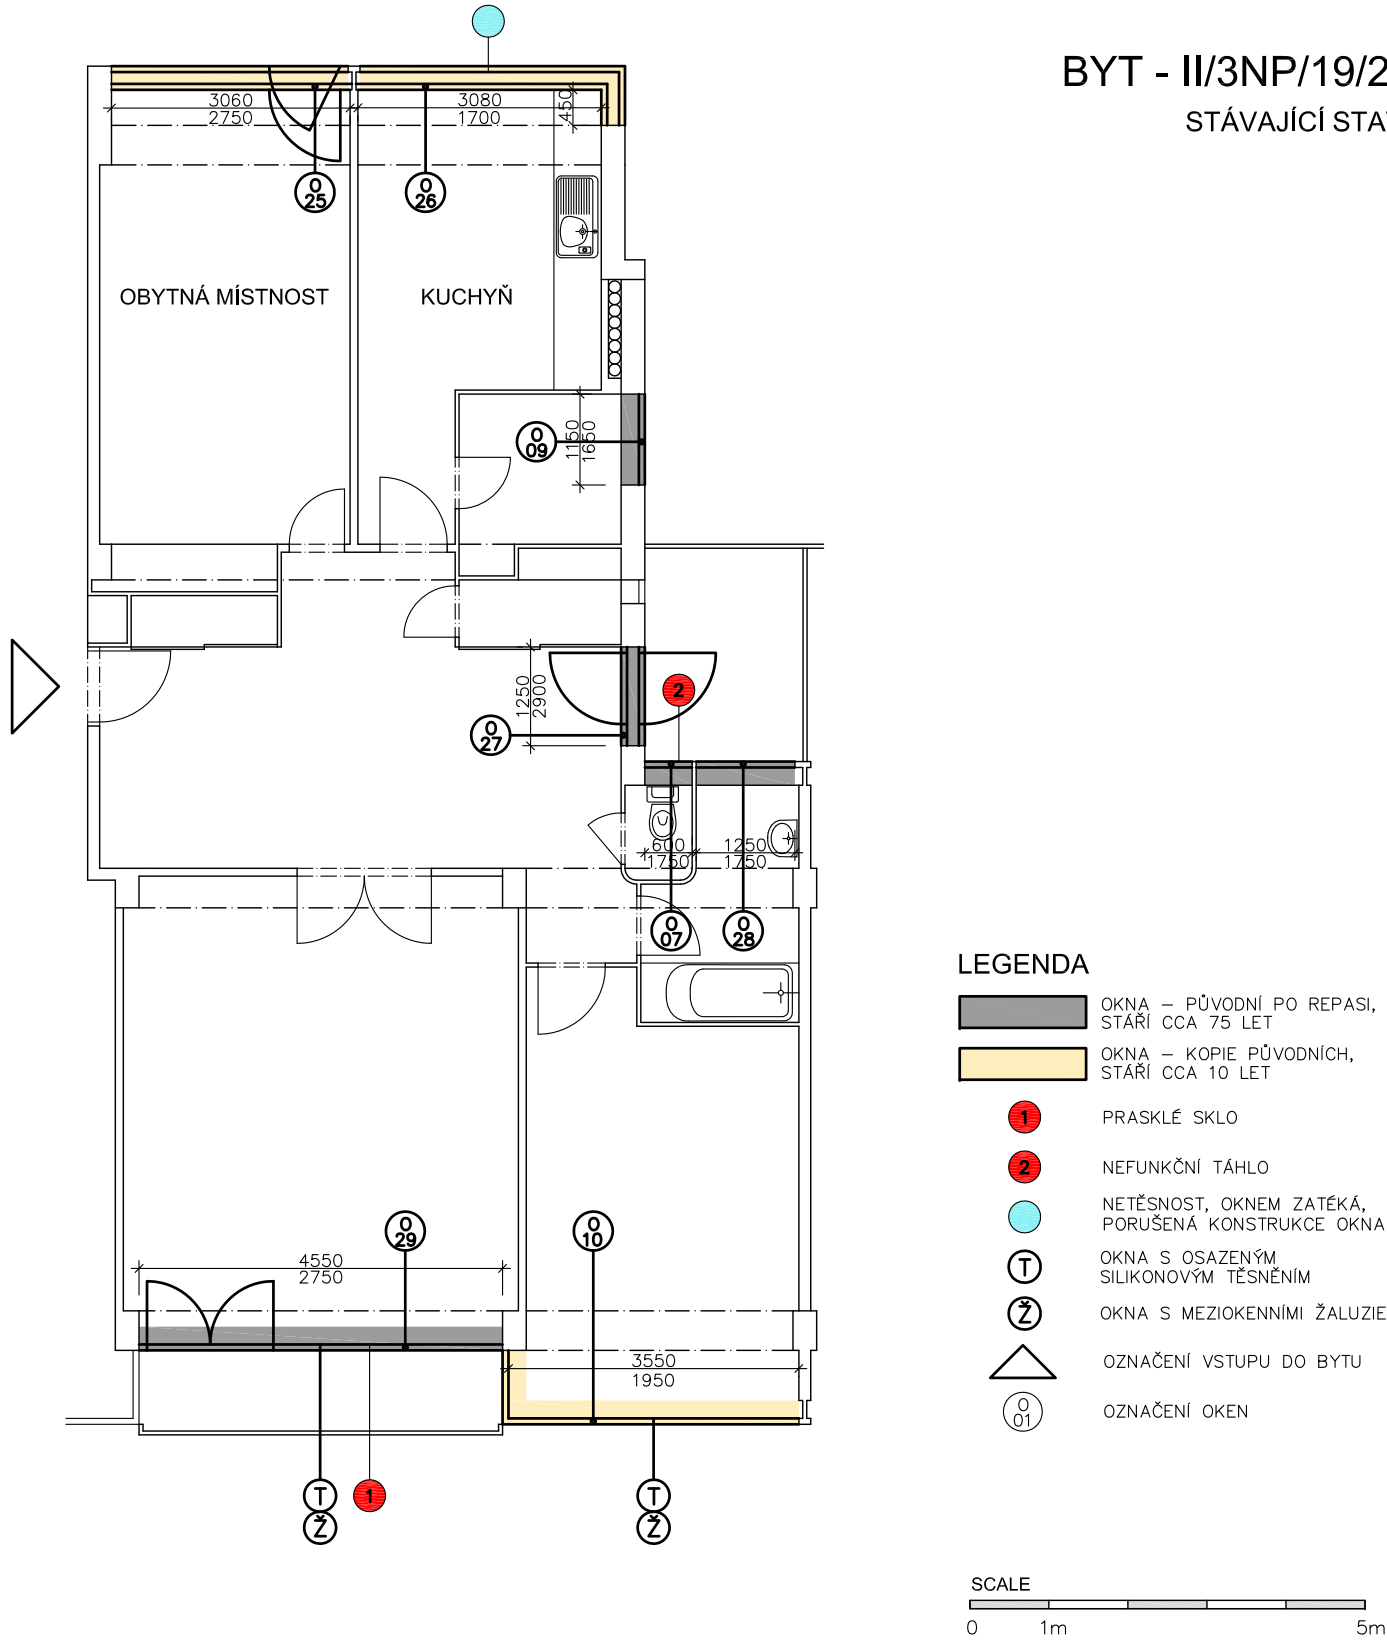 BYT - II/3NP/19/2
STÁVAJÍCÍ STA
3060
2750
3080
1700
450
O
25
O
26
OBYTNÁ MÍSTNOST
KUCHYŇ
O
09
1150
1650
1250
2900
2
O
27
600
1750
1250
1750
O
07
O
28
LEGENDA
OKNA – PŮVODNÍ PO REPASI,
STÁŘÍ CCA 75 LET
OKNA – KOPIE PŮVODNÍCH,
STÁŘÍ CCA 10 LET
1 PRASKLÉ SKLO
2 NEFUNKČNÍ TÁHLO
NETĚSNOST, OKNEM ZATÉKÁ,
PORUŠENÁ KONSTRUKCE OKNA
T OKNA S OSAZENÝM
SILIKONOVÝM TĚSNĚNÍM
Ž OKNA S MEZIOKENNÍMI ŽALUZIE
OZNAČENÍ VSTUPU DO BYTU
O
01 OZNAČENÍ OKEN
O
29
O
10
4550
2750
3550
1950
T
Ž
1
T
Ž
SCALE
0 1m 5m